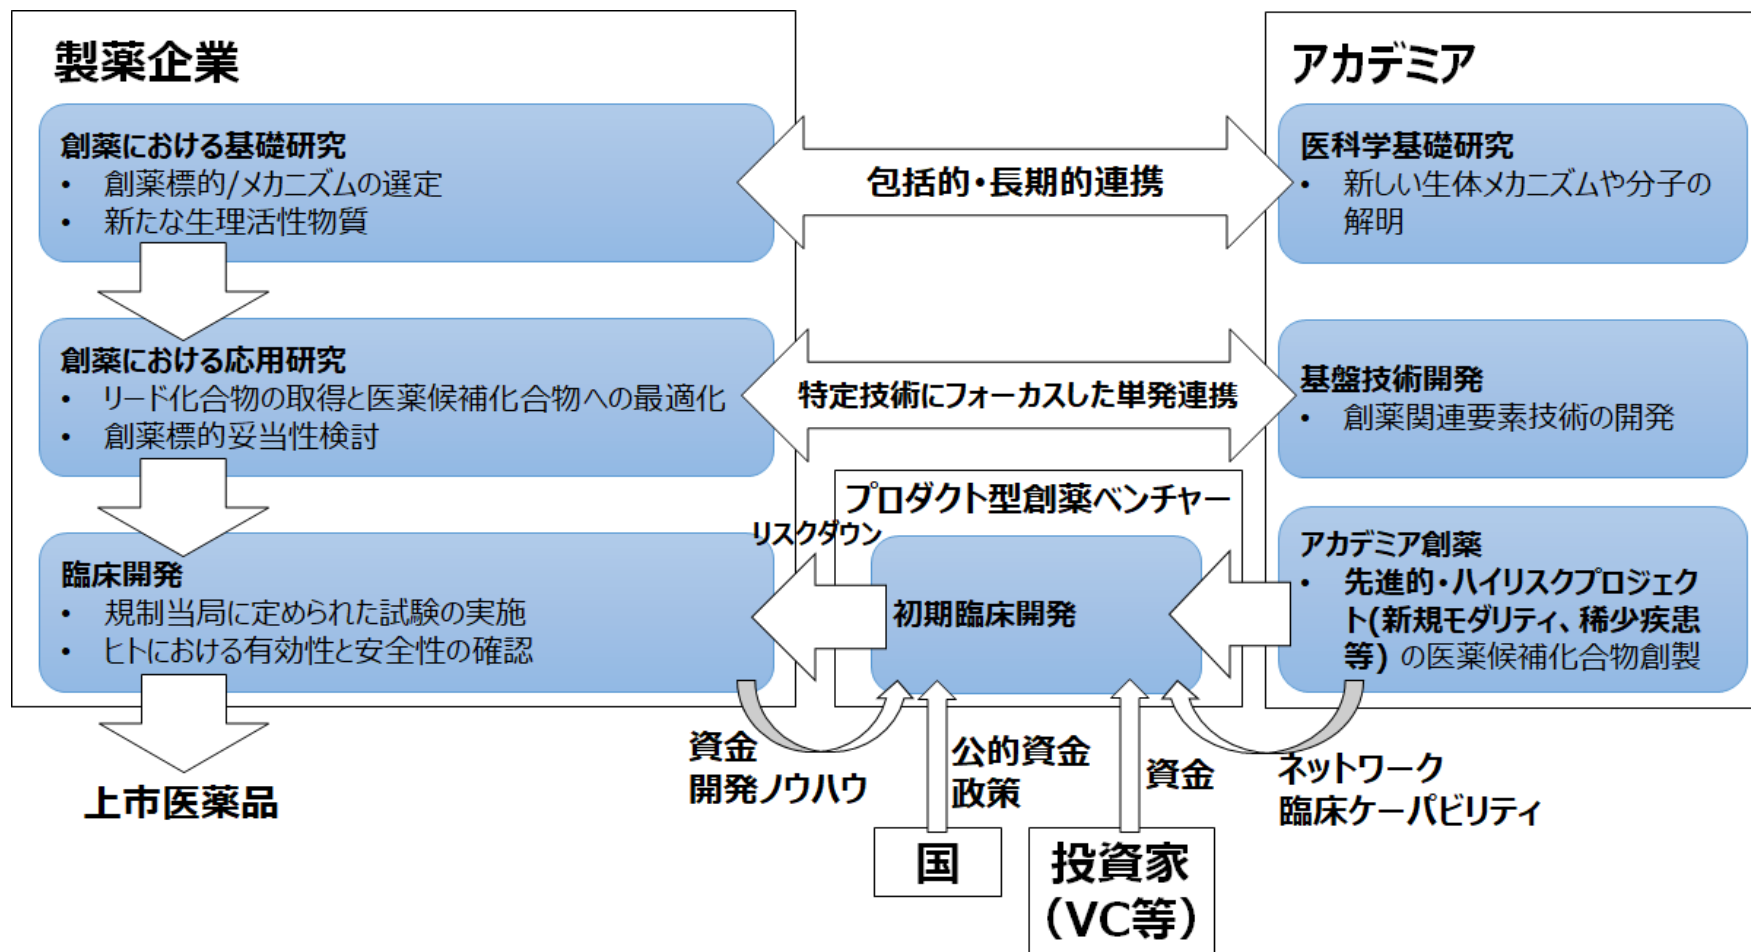 製薬企業
創薬における基礎研究
• 創薬標的/メカニズムの選定
• 新たな生理活性物質
創薬における応用研究
• リード化合物の取得と医薬候補化合物への最適化
• 創薬標的妥当性検討
臨床開発
• 規制当局に定められた試験の実施
• ヒトにおける有効性と安全性の確認
上市医薬品
包括的・長期的連携
特定技術にフォーカスした単発連携
プロダクト型創薬ベンチャー
リスクダウン
初期臨床開発
資金
開発ノウハウ
公的資金
政策
資金
ネットワーク
臨床ケーパビリティ
国
投資家
（VC等）
アカデミア
医科学基礎研究
• 新しい生体メカニズムや分子の
解明
基盤技術開発
• 創薬関連要素技術の開発
アカデミア創薬
• 先進的・ハイリスクプロジェク
ト(新規モダリティ、稀少疾患
等) の医薬候補化合物創製